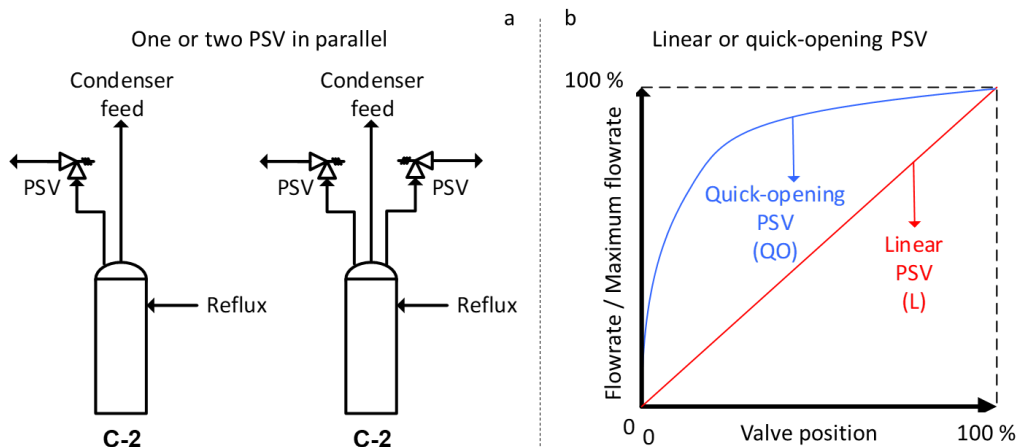 a
One or two PSV in parallel
Condenser
feed
PSV
Reflux
C-2
Condenser
feed
PSV
PSV
Reflux
C-2
b
Linear or quick-opening PSV
100 %
Flowrate / Maximum flowrate
Quick-opening
PSV
(QO)
Linear
PSV
(L)
0
0
Valve position
100 %